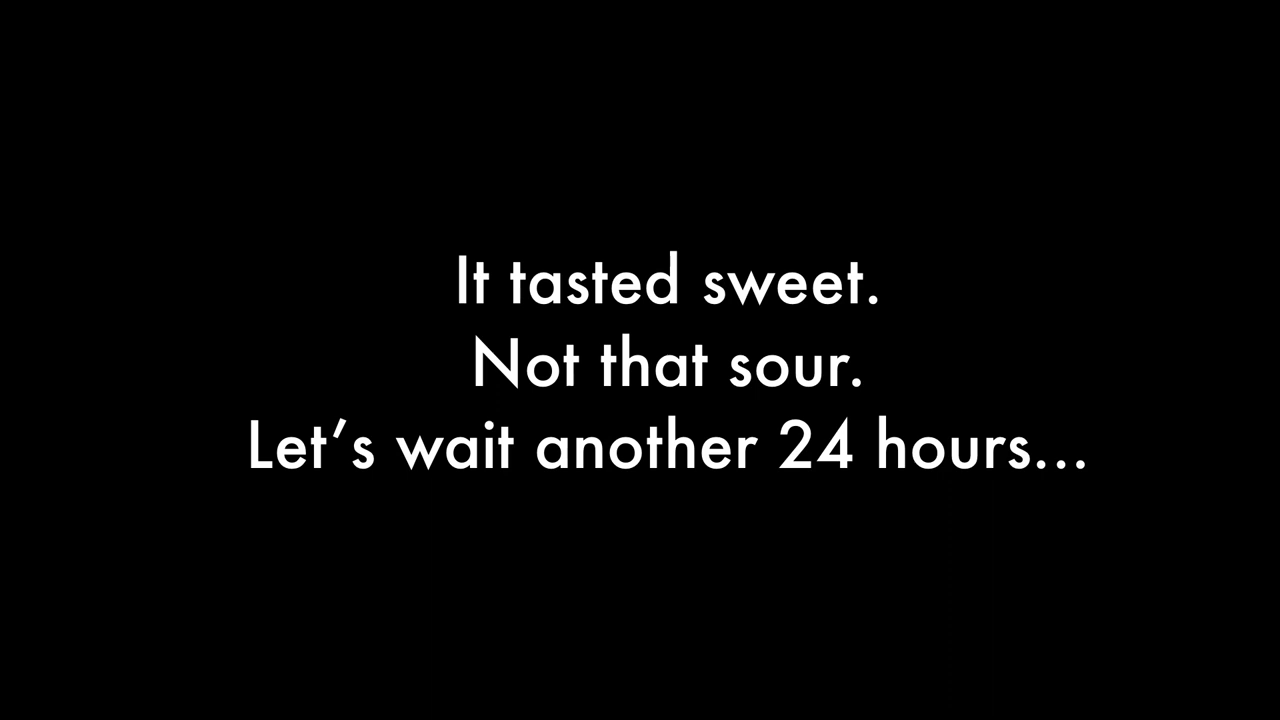 It tasted sweet.
Not that sour.
Let’s wait another 24 hours...